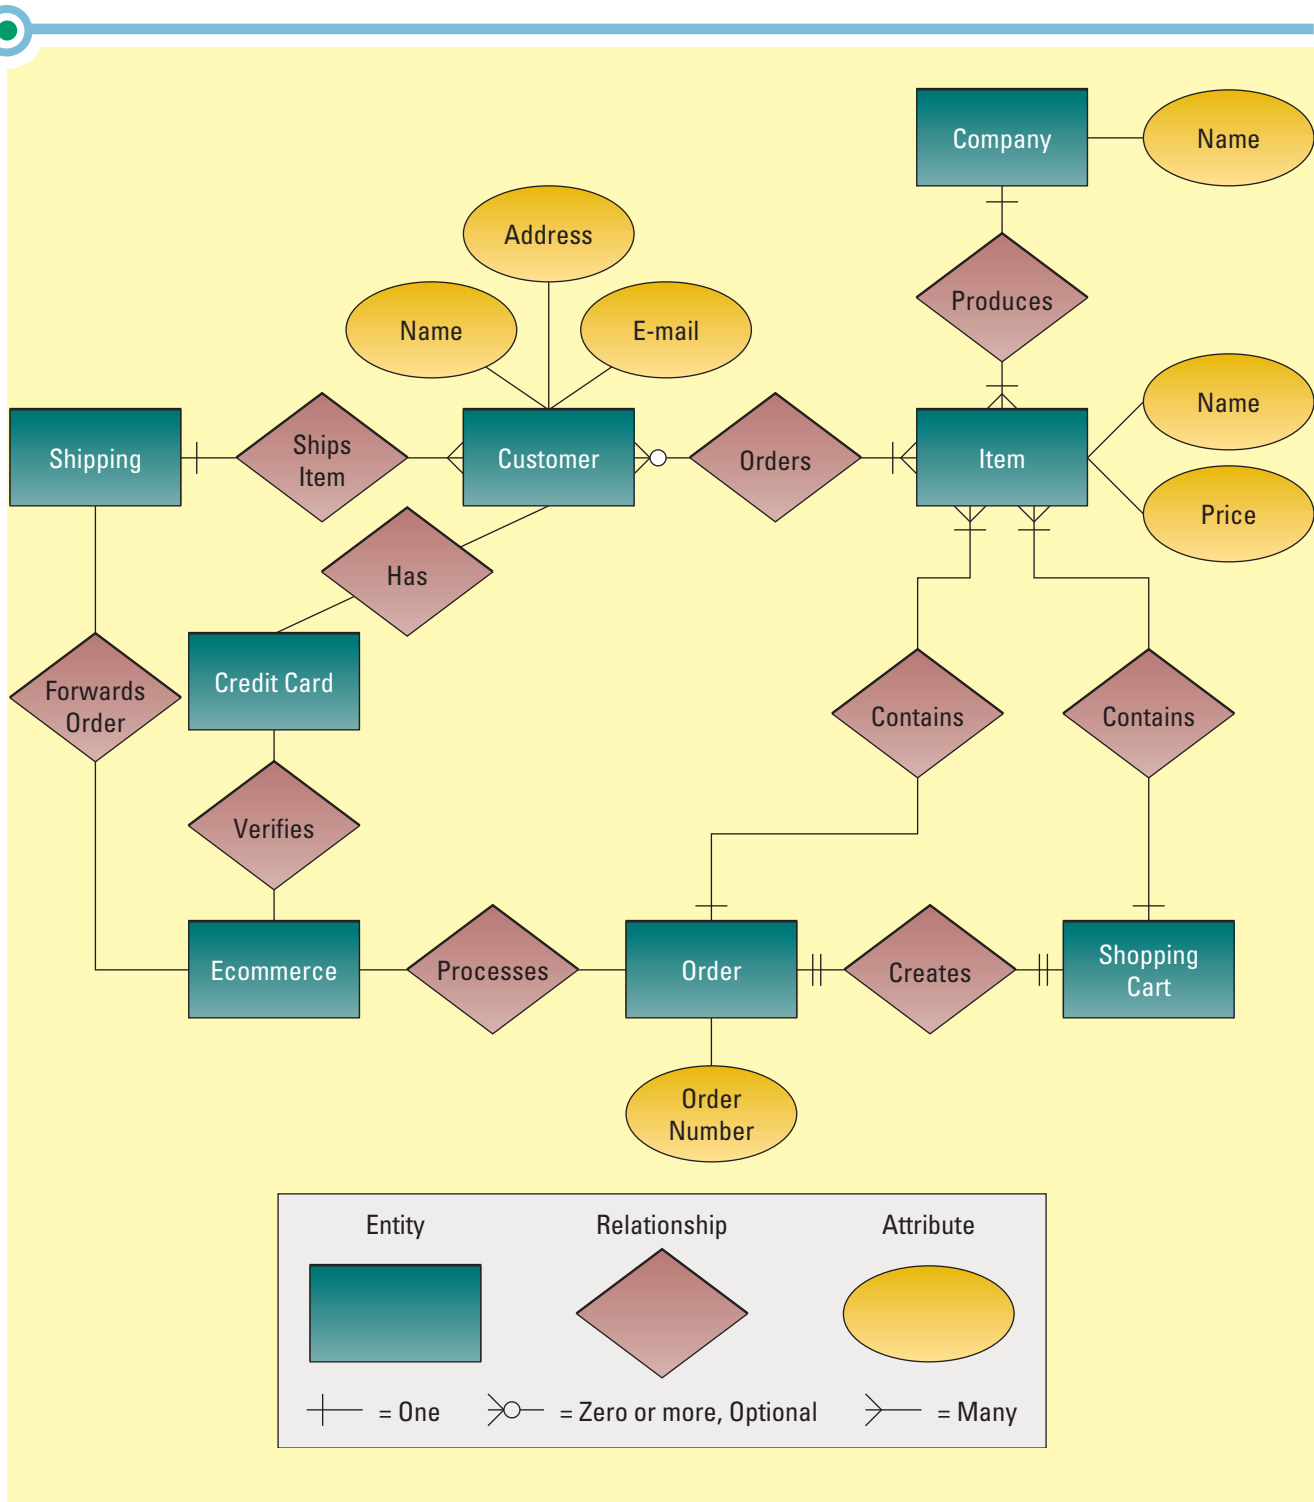 Company
Name
Address
Name
E-mail
Produces
Shipping
Ships
Item
Customer
Orders
Item
Name
Price
Has
Credit Card
Forwards
Order
Contains
Contains
Verifies
Ecommerce
Processes
Order
Creates
Shopping
Cart
Order
Number
Entity
Relationship
Attribute
= One
= Zero or more, Optional
= Many